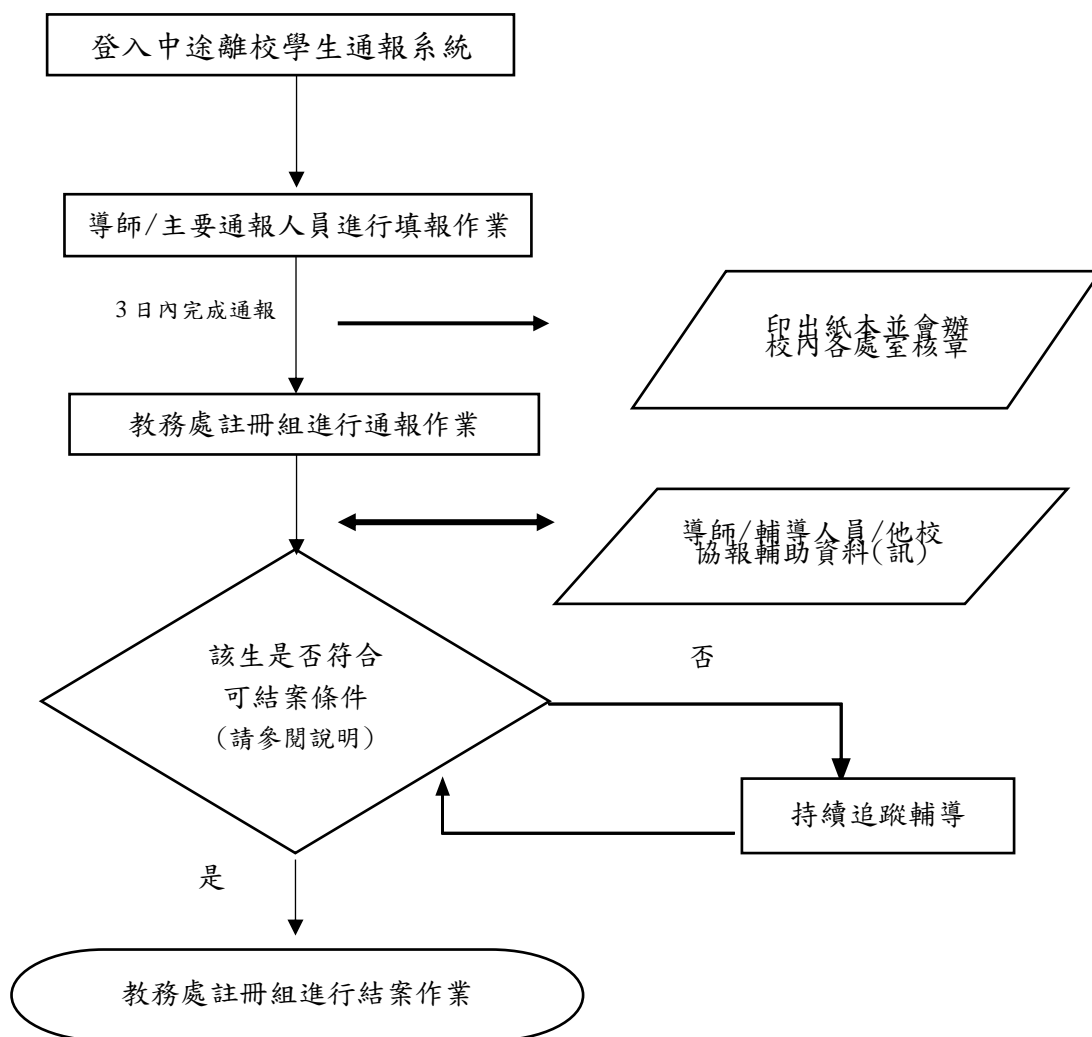 登入中途離校學生通報系統
導師/主要通報人員進行填報作業
3日內完成通報
印出紙本並會辦
校內各處室核章
教務處註冊組進行通報作業
導師/輔導人員/他校
協報輔助資料(訊)
該生是否符合
可結案條件
(請參閱說明)
否
持續追蹤輔導
是
教務處註冊組進行結案作業